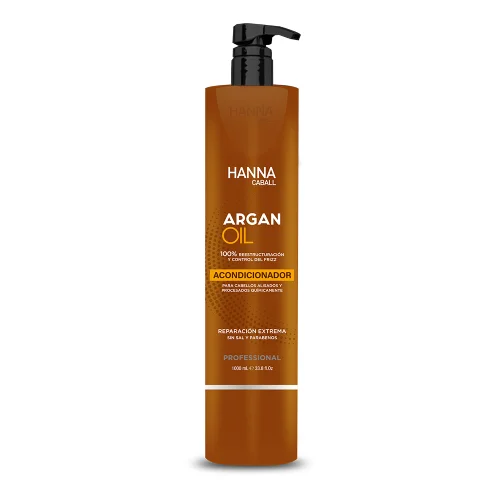 HANNA
CABALL
ARGAN
OIL
100% REESTRUCTURACIÓN
Y CONTROL DEL FRIZZ
ACONDICIONADOR
PARA CABELLOS ALISADOS Y
PROCESADOS QUÍMICAMENTE
REPARACIÓN EXTREMA
SIN SAL Y PARABENOS
PROFESSIONAL
1000 mL / 33.8 fl.Oz